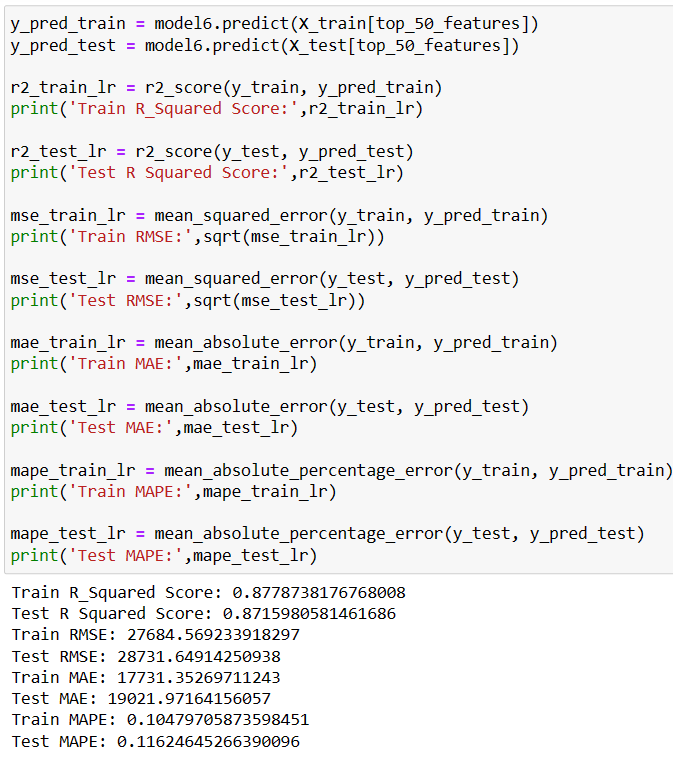 y_pred_train = model6.predict(X_train[top_50_features])
y_pred_test = model6.predict(X_test[top_50_features])
r2_train_lr = r2_score(y_train, y_pred_train)
print('Train R_Squared Score:',r2_train_lr)
r2_test_lr = r2_score(y_test, y_pred_test)
print('Test R Squared Score:',r2_test_lr)
mse_train_lr = mean_squared_error(y_train, y_pred_train)
print('Train RMSE:',sqrt(mse_train_lr))
mse_test_lr = mean_squared_error(y_test, y_pred_test)
print('Test RMSE:',sqrt(mse_test_lr))
mae_train_lr = mean_absolute_error(y_train, y_pred_train)
print('Train MAE:',mae_train_lr)
mae_test_lr = mean_absolute_error(y_test, y_pred_test)
print('Test MAE:',mae_test_lr)
mape_train_lr = mean_absolute_percentage_error(y_train, y_pred_train)
print('Train MAPE:',mape_train_lr)
mape_test_lr = mean_absolute_percentage_error(y_test, y_pred_test)
print('Test MAPE:',mape_test_lr)
Train R_Squared Score: 0.8778738176768008
Test R Squared Score: 0.8715980581461686
Train RMSE: 27684.569233918297
Test RMSE: 28731.64914250938
Train MAE: 17731.35269711243
Test MAE: 19021.97164156057
Train MAPE: 0.10479705873598451
Test MAPE: 0.11624645266390096